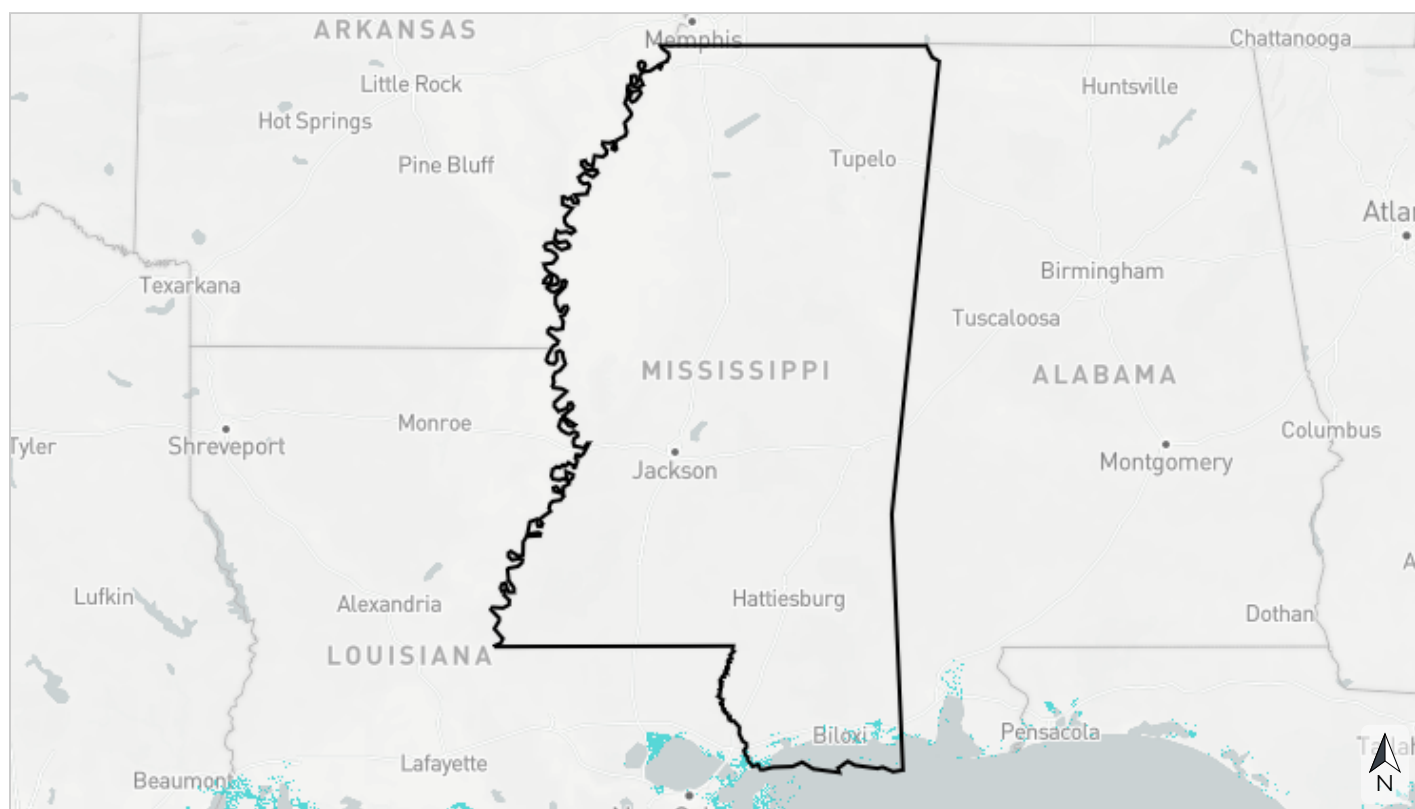 ARKANSAS
Memphis
Chattanooga
Little Rock
Huntsville
Hot Springs
Pine Bluff
Tupelo
Atlan
Texarkana
Birmingham
Tuscaloosa
MISSISSIPPI
ALABAMA
Monroe
Columbus
Tyler
Shreveport
Jackson
Montgomery
A
Lufkin
Alexandria
Hattiesburg
Dothan
LOUISIANA
Biloxi
Pensacola
Lafayette
Beaumont
N